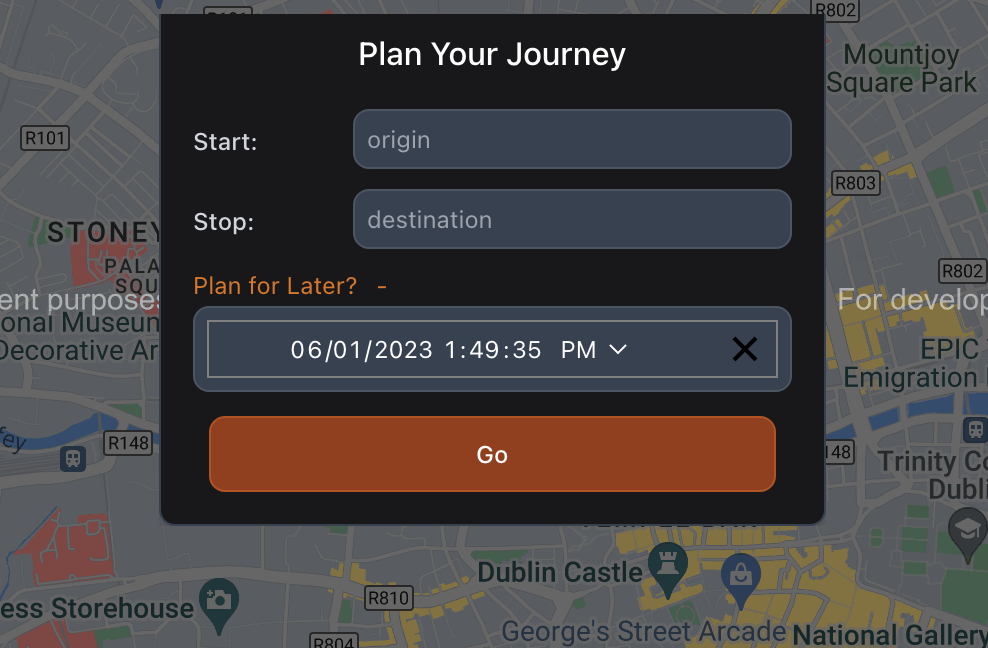 R802
Mountjoy
Square Park
Plan Your Journey
R101
Start:
origin
R803
Stop:
destination
STONEY
PALA
SQU
R802
Plan for Later? -
ent purpose
For develop
onal Museum
Decorative Ar
06/01/2023 1:49:35 PM
EPIC
Emigration
R148
Go
148
Trinity Co
Dubli
Dublin Castle
R810
ess Storehouse
George's Street Arcade
National Gallery
R804